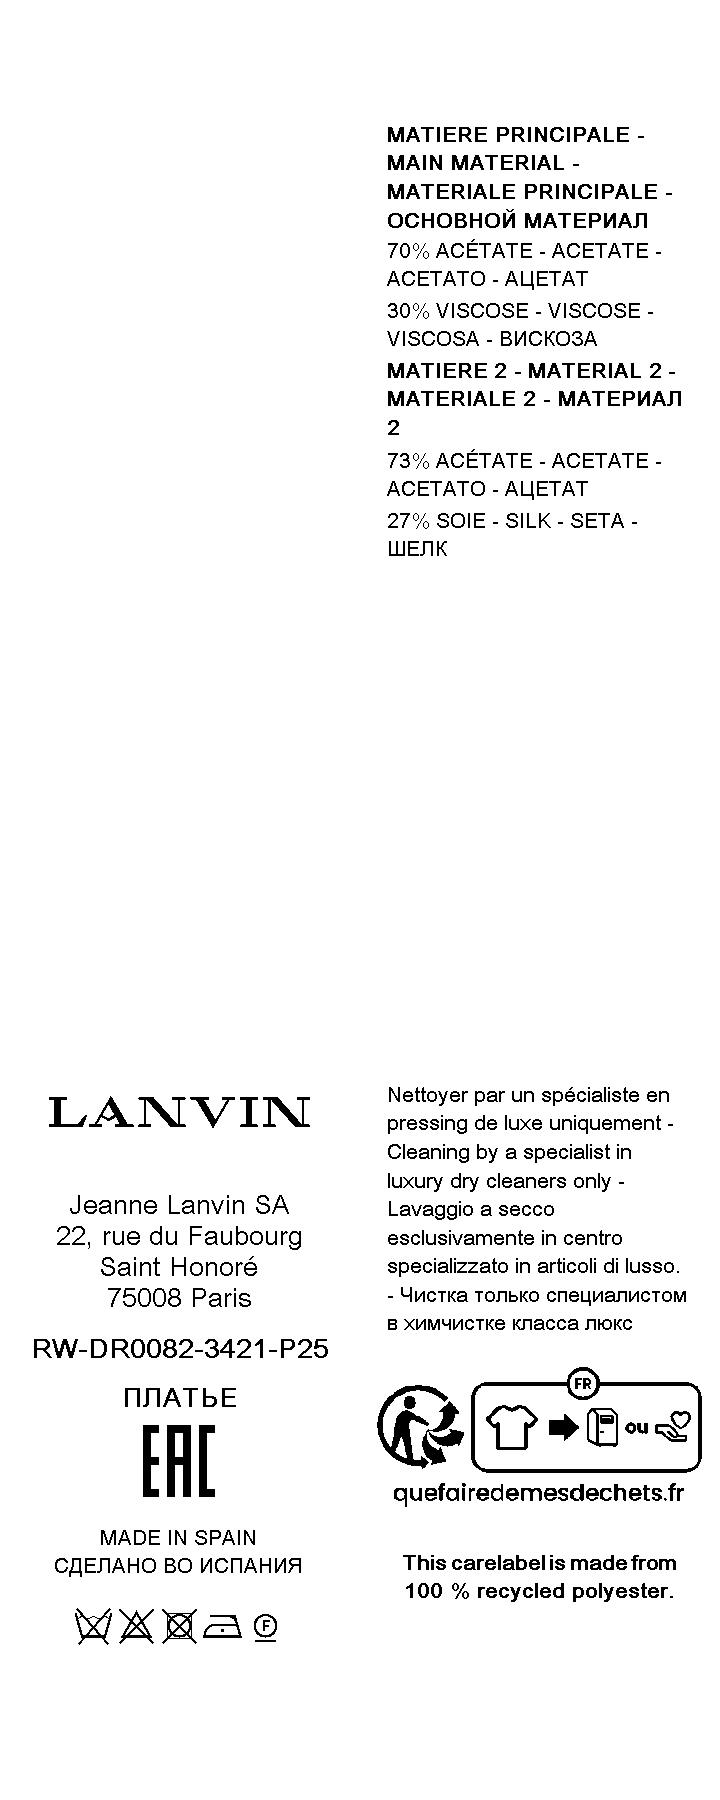 MATIERE PRINCIPALE -
MAIN MATERIAL -
MATERIALE PRINCIPALE -
ОСНОВНОЙ МАТЕРИАЛ
70% ACÉTATE - ACETATE -
ACETATO - АЦЕТАТ
30% VISCOSE - VISCOSE -
VISCOSA - ВИСКОЗА
MATIERE 2 - MATERIAL 2 -
MATERIALE 2 - МАТЕРИАЛ
2
73% ACÉTATE - ACETATE -
ACETATO - АЦЕТАТ
27% SOIE - SILK - SETA -
ШЕЛК
LANVIN
Jeanne Lanvin SA
22, rue du Faubourg
Saint Honoré
75008 Paris
RW-DR0082-3421-P25
ПЛАТЬЕ
EAC
MADE IN SPAIN
СДЕЛАНО ВО ИСПАНИЯ
F
Nettoyer par un spécialiste en
pressing de luxe uniquement -
Cleaning by a specialist in
luxury dry cleaners only -
Lavaggio a secco
esclusivamente in centro
specializzato in articoli di lusso.
- Чистка только специалистом
в химчистке класса люкс
FR
ou
quefairedemesdechets.fr
This carelabel is made from
100 % recycled polyester.